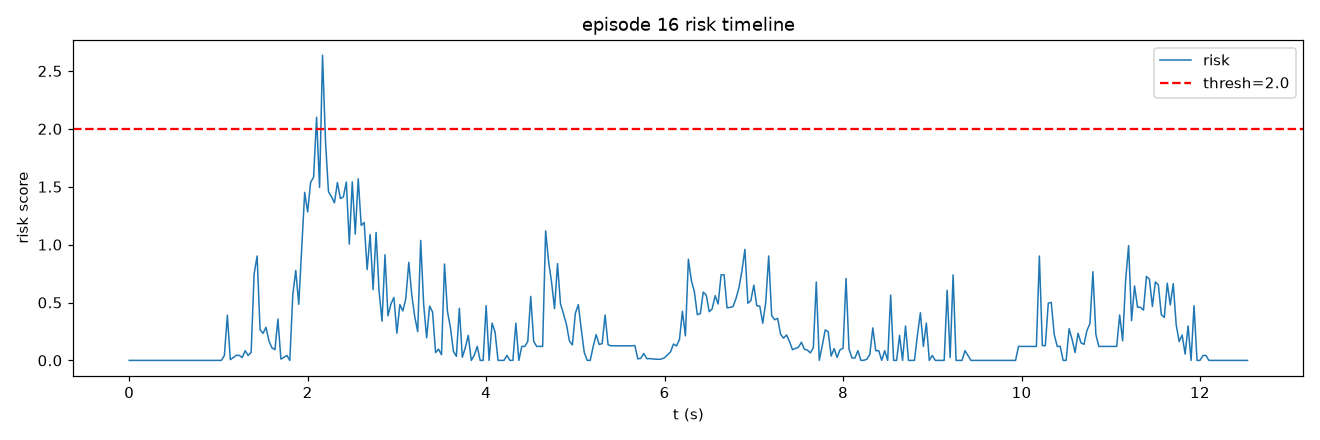 episode 16 risk timeline
risk
thresh=2.0
risk score
2.5
2.0
1.5
1.0
0.5
0.0
0 2 4 6 8 10 12
t (s)